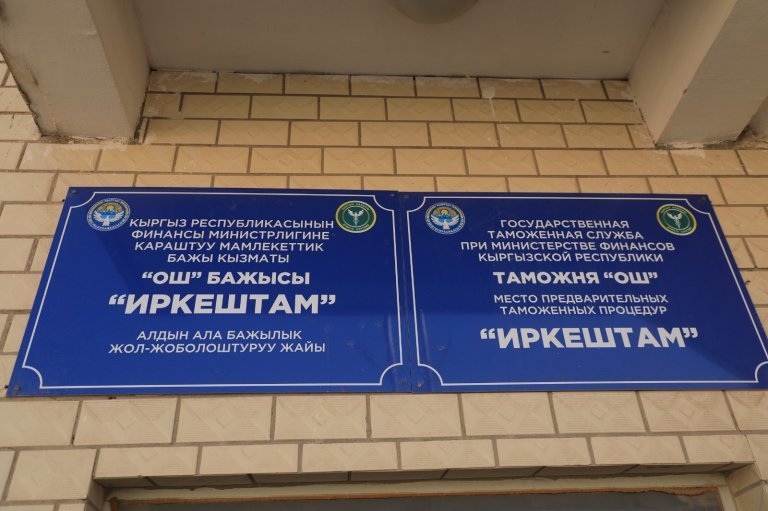 КЫРГЫЗ РЕСПУБЛИКАСЫНЫН
ФИНАНСЫ МИНИСТРЛИГИНЕ
КАРАШТУУ МАМЛЕКЕТТИК
БАЖЫ КЫЗМАТЫ
“ОШ” БАЖЫСЫ
“ИРКЕШТАМ”
АЛДЫН АЛА БАЖЫЛЫК
ЖОЛ-ЖОБОЛОШТУРУУ ЖАЙЫ
ГОСУДАРСТВЕННАЯ
ТАМОЖЕННАЯ СЛУЖБА
ПРИ МИНИСТЕРСТВЕ ФИНАНСОВ
КЫРГЫЗСКОЙ РЕСПУБЛИКИ
ТАМОЖНЯ “ОШ”
МЕСТО ПРЕДВАРИТЕЛЬНЫХ
ТАМОЖЕННЫХ ПРОЦЕДУР
“ИРКЕШТАМ”